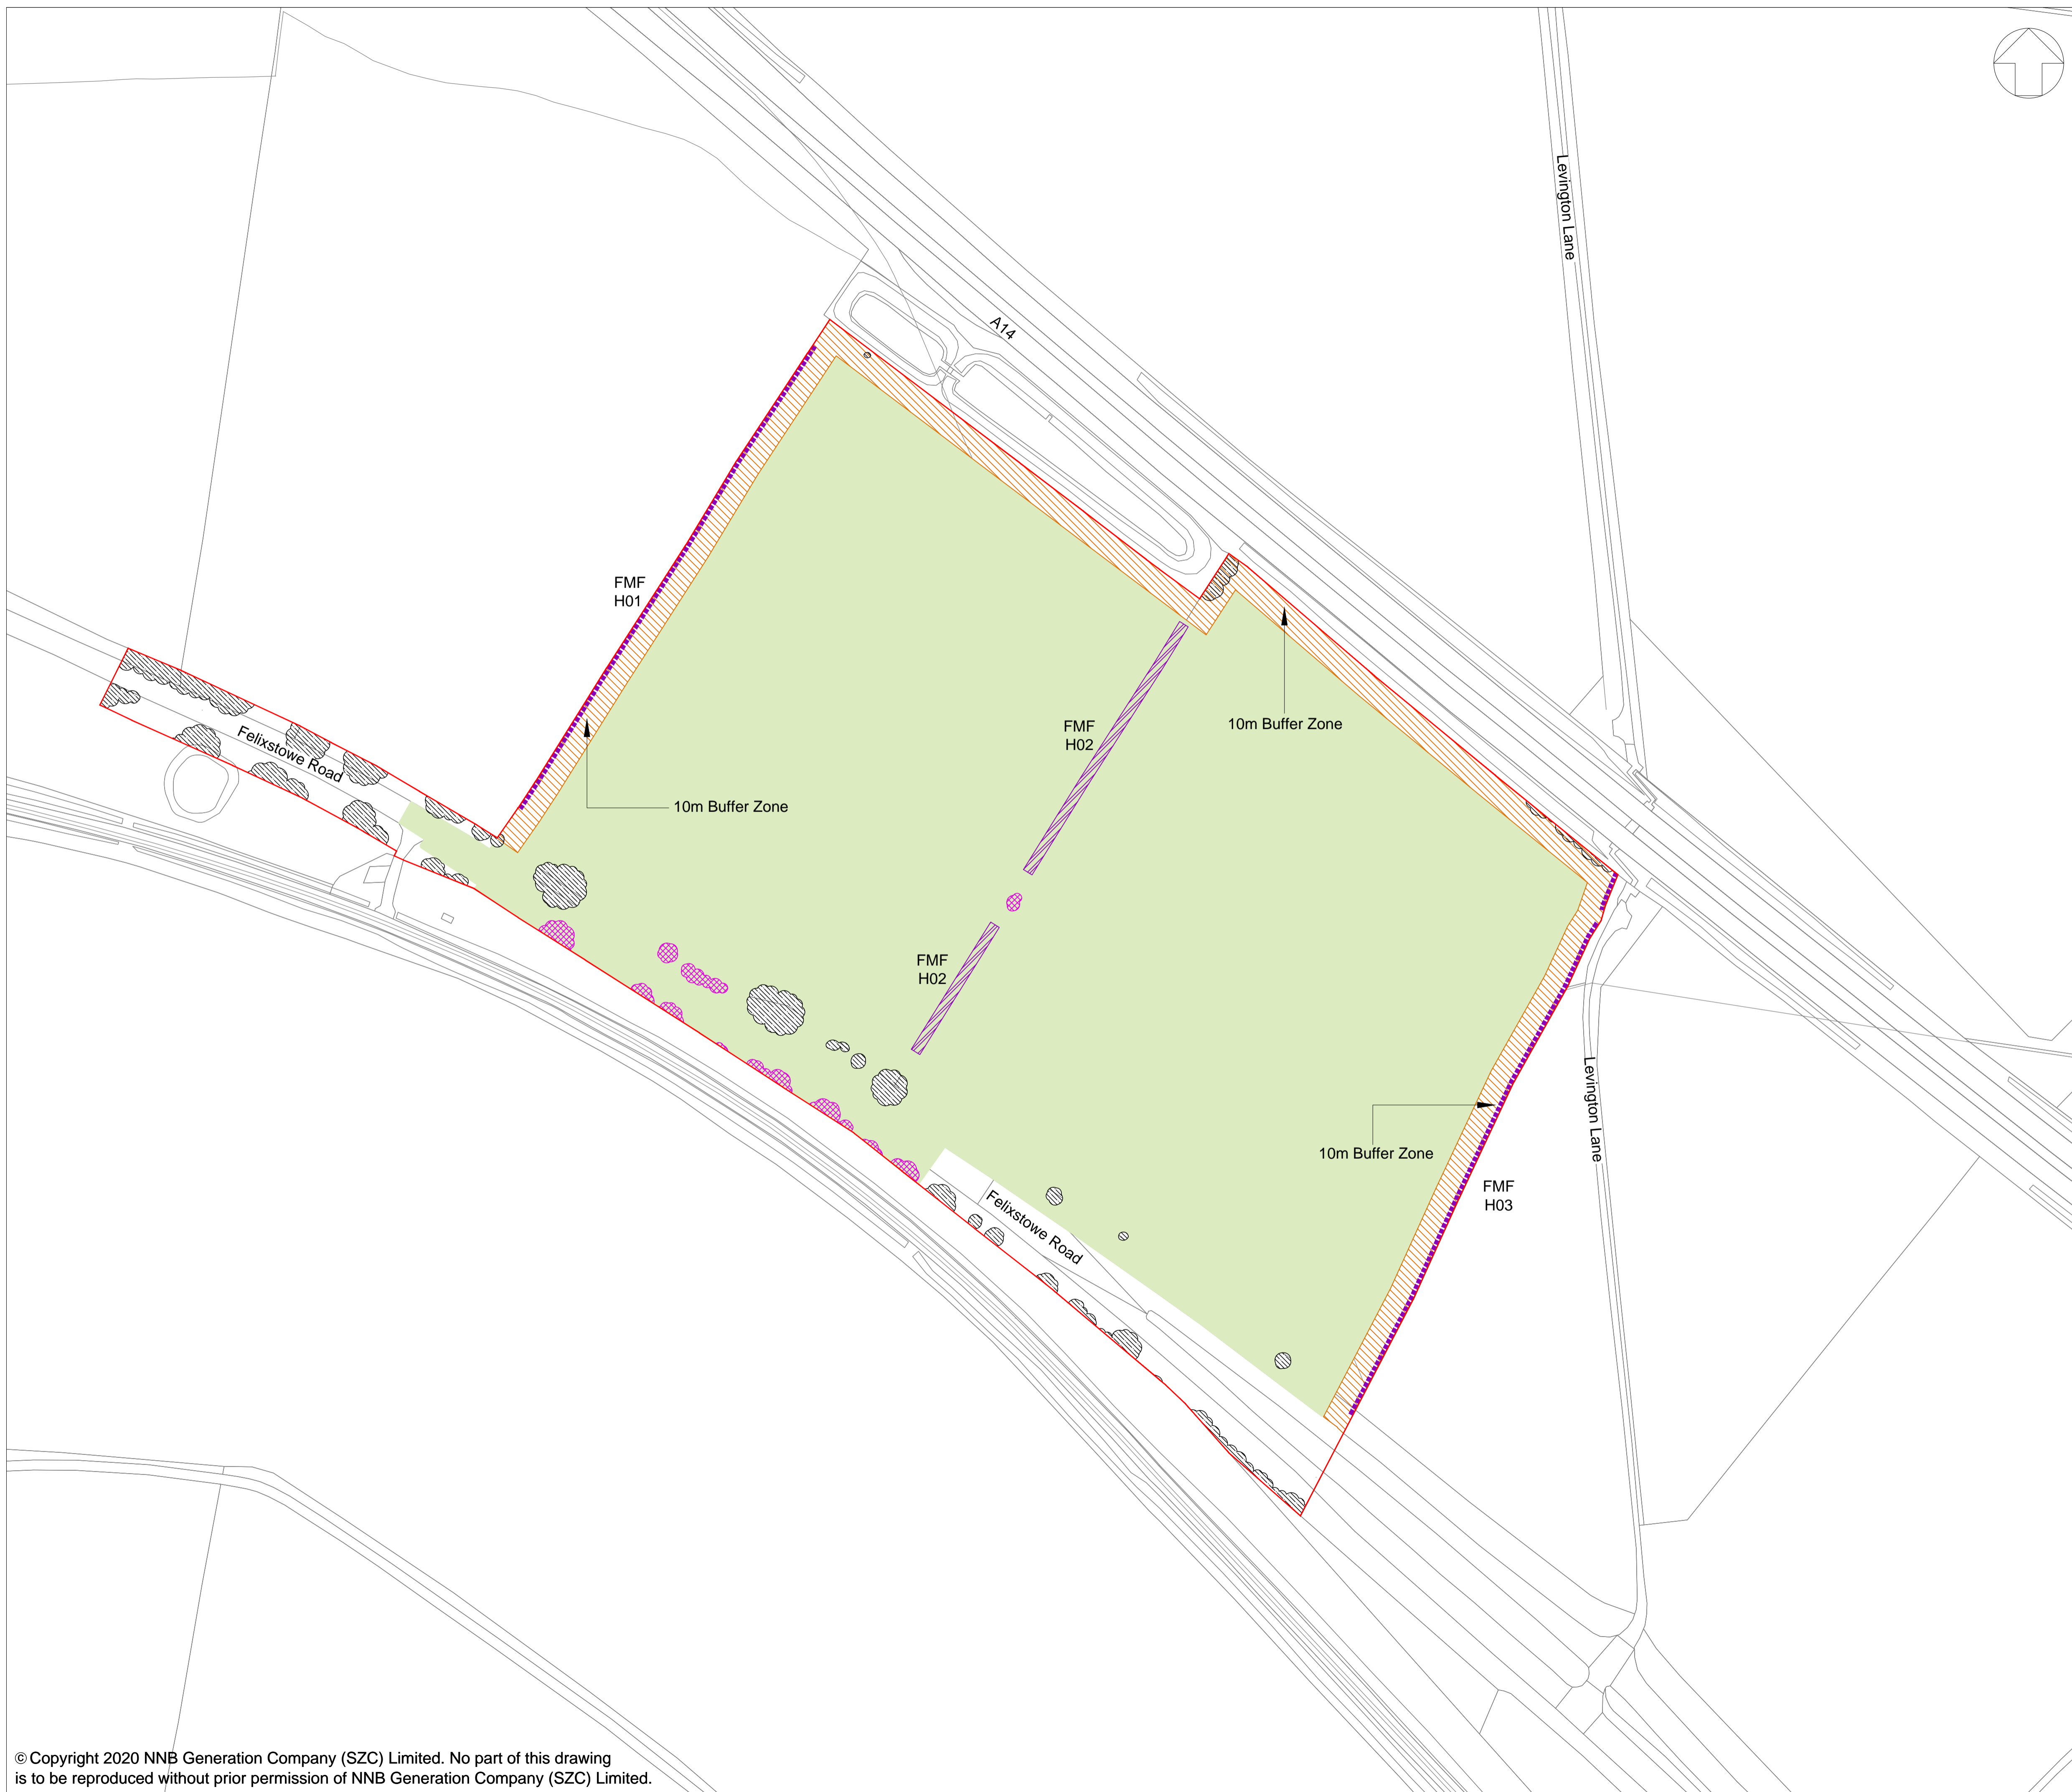 Levington Lane
A14
FMF
H01
FMF
H02
10m Buffer Zone
Felixstowe Road
10m Buffer Zone
FMF
H02
10m Buffer Zone
Levington Lane
FMF
H03
Felixstowe Road
© Copyright 2020 NNB Generation Company (SZC) Limited. No part of this drawing
is to be reproduced without prior permission of NNB Generation Company (SZC) Limited.